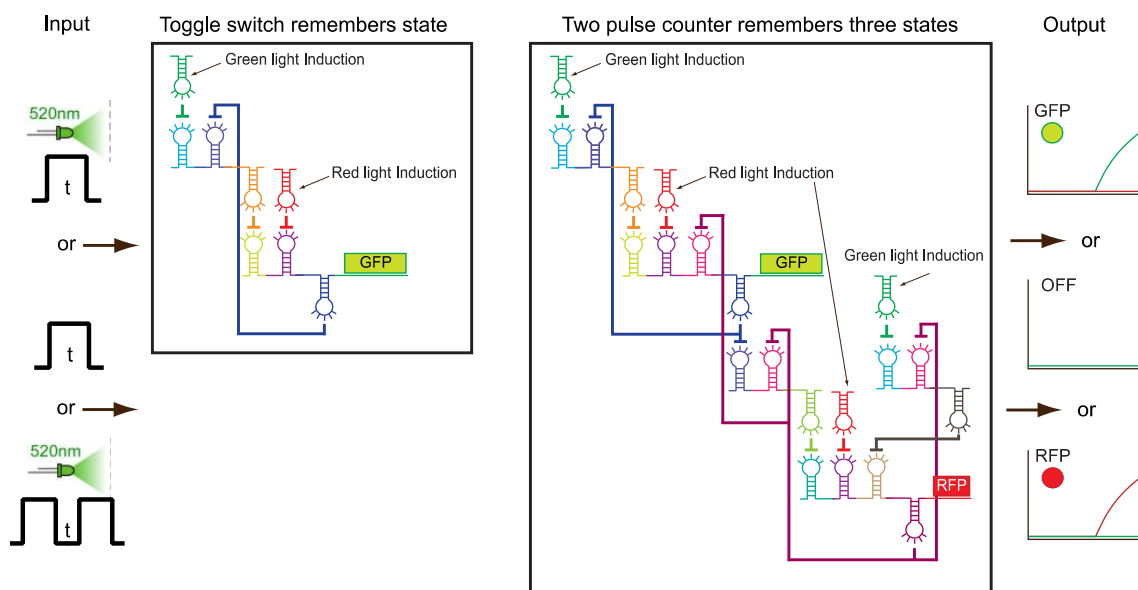 Input
Toggle switch remembers state
Two pulse counter remembers three states
Output
520nm
t
or
t
or
520nm
t
Green light Induction
Red light Induction
GFP
Green light Induction
Red light Induction
GFP
Green light Induction
RFP
GFP
or
OFF
or
RFP